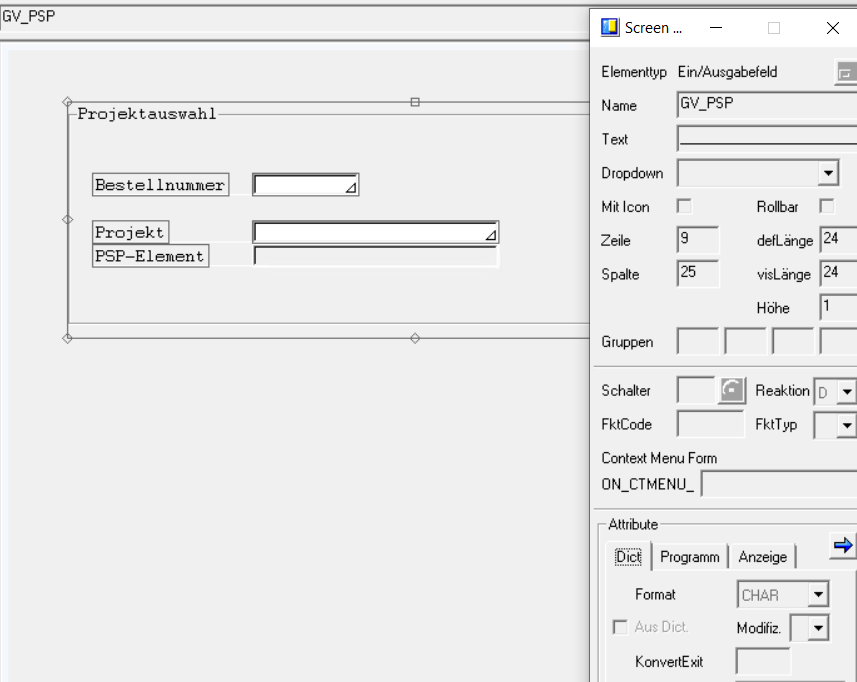 GV_PSP
Projektauswahl
Bestellnummer
Projekt
PSP-Element
Screen ...
Elementtyp Ein/Ausgabefeld
Name GV_PSP
Text
Dropdown
Mit Icon Rollbar
Zeile 9 defLänge 24
Spalte 25 visLänge 24
Höhe 1
Gruppen
Schalter Reaktion D
FktCode FktTyp
Context Menu Form
ON_CTMENU_
Attribute
Dict Programm Anzeige
Format CHAR
Aus Dict. Modifiz.
KonvertExit